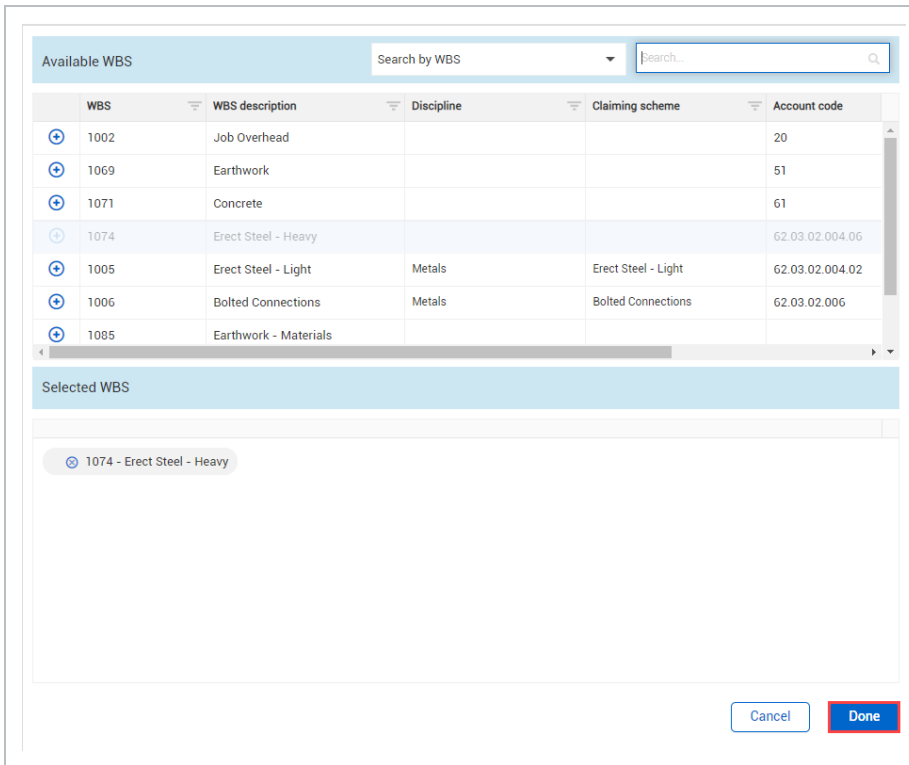 Available WBS Search by WBS Search...
WBS WBS description Discipline Claiming scheme Account code
1002 Job Overhead 20
1069 Earthwork 51
1071 Concrete 61
1074 Erect Steel - Heavy 62.03.02.004.06
1005 Erect Steel - Light Metals Erect Steel - Light 62.03.02.004.02
1006 Bolted Connections Metals Bolted Connections 62.03.02.006
1085 Earthwork - Materials
Selected WBS
1074 - Erect Steel - Heavy
Cancel Done